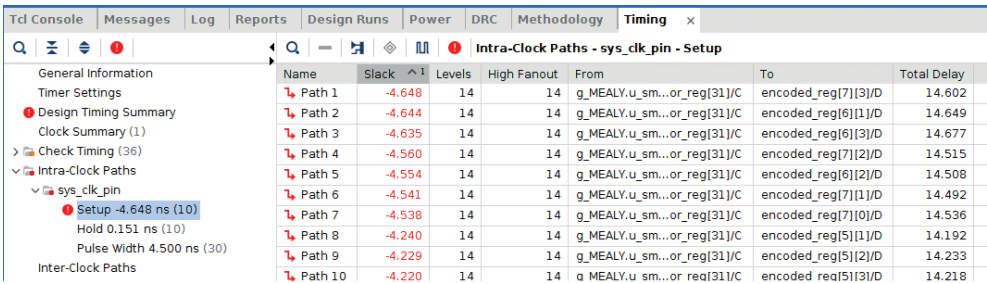 Tcl Console Messages Log Reports Design Runs Power DRC Methodology Timing ×
Intra-Clock Paths - sys_clk_pin - Setup
General Information
Timer Settings
Design Timing Summary
Clock Summary (1)
Check Timing (36)
Intra-Clock Paths
sys_clk_pin
Setup -4.648 ns (10)
Hold 0.151 ns (10)
Pulse Width 4.500 ns (30)
Inter-Clock Paths
Name Slack ^1 Levels High Fanout From To Total Delay
Path 1 -4.648 14 14 g_MEALY.u_sm...or_reg[31]/C encoded_reg[7][3]/D 14.602
Path 2 -4.644 14 14 g_MEALY.u_sm...or_reg[31]/C encoded_reg[6][1]/D 14.649
Path 3 -4.635 14 14 g_MEALY.u_sm...or_reg[31]/C encoded_reg[6][3]/D 14.677
Path 4 -4.560 14 14 g_MEALY.u_sm...or_reg[31]/C encoded_reg[7][2]/D 14.515
Path 5 -4.554 14 14 g_MEALY.u_sm...or_reg[31]/C encoded_reg[6][2]/D 14.508
Path 6 -4.541 14 14 g_MEALY.u_sm...or_reg[31]/C encoded_reg[7][1]/D 14.492
Path 7 -4.538 14 14 g_MEALY.u_sm...or_reg[31]/C encoded_reg[7][0]/D 14.536
Path 8 -4.240 14 14 g_MEALY.u_sm...or_reg[31]/C encoded_reg[5][1]/D 14.192
Path 9 -4.229 14 14 g_MEALY.u_sm...or_reg[31]/C encoded_reg[5][2]/D 14.233
Path 10 -4.220 14 14 g_MEALY.u_sm...or_reg[31]/C encoded_reg[5][3]/D 14.218